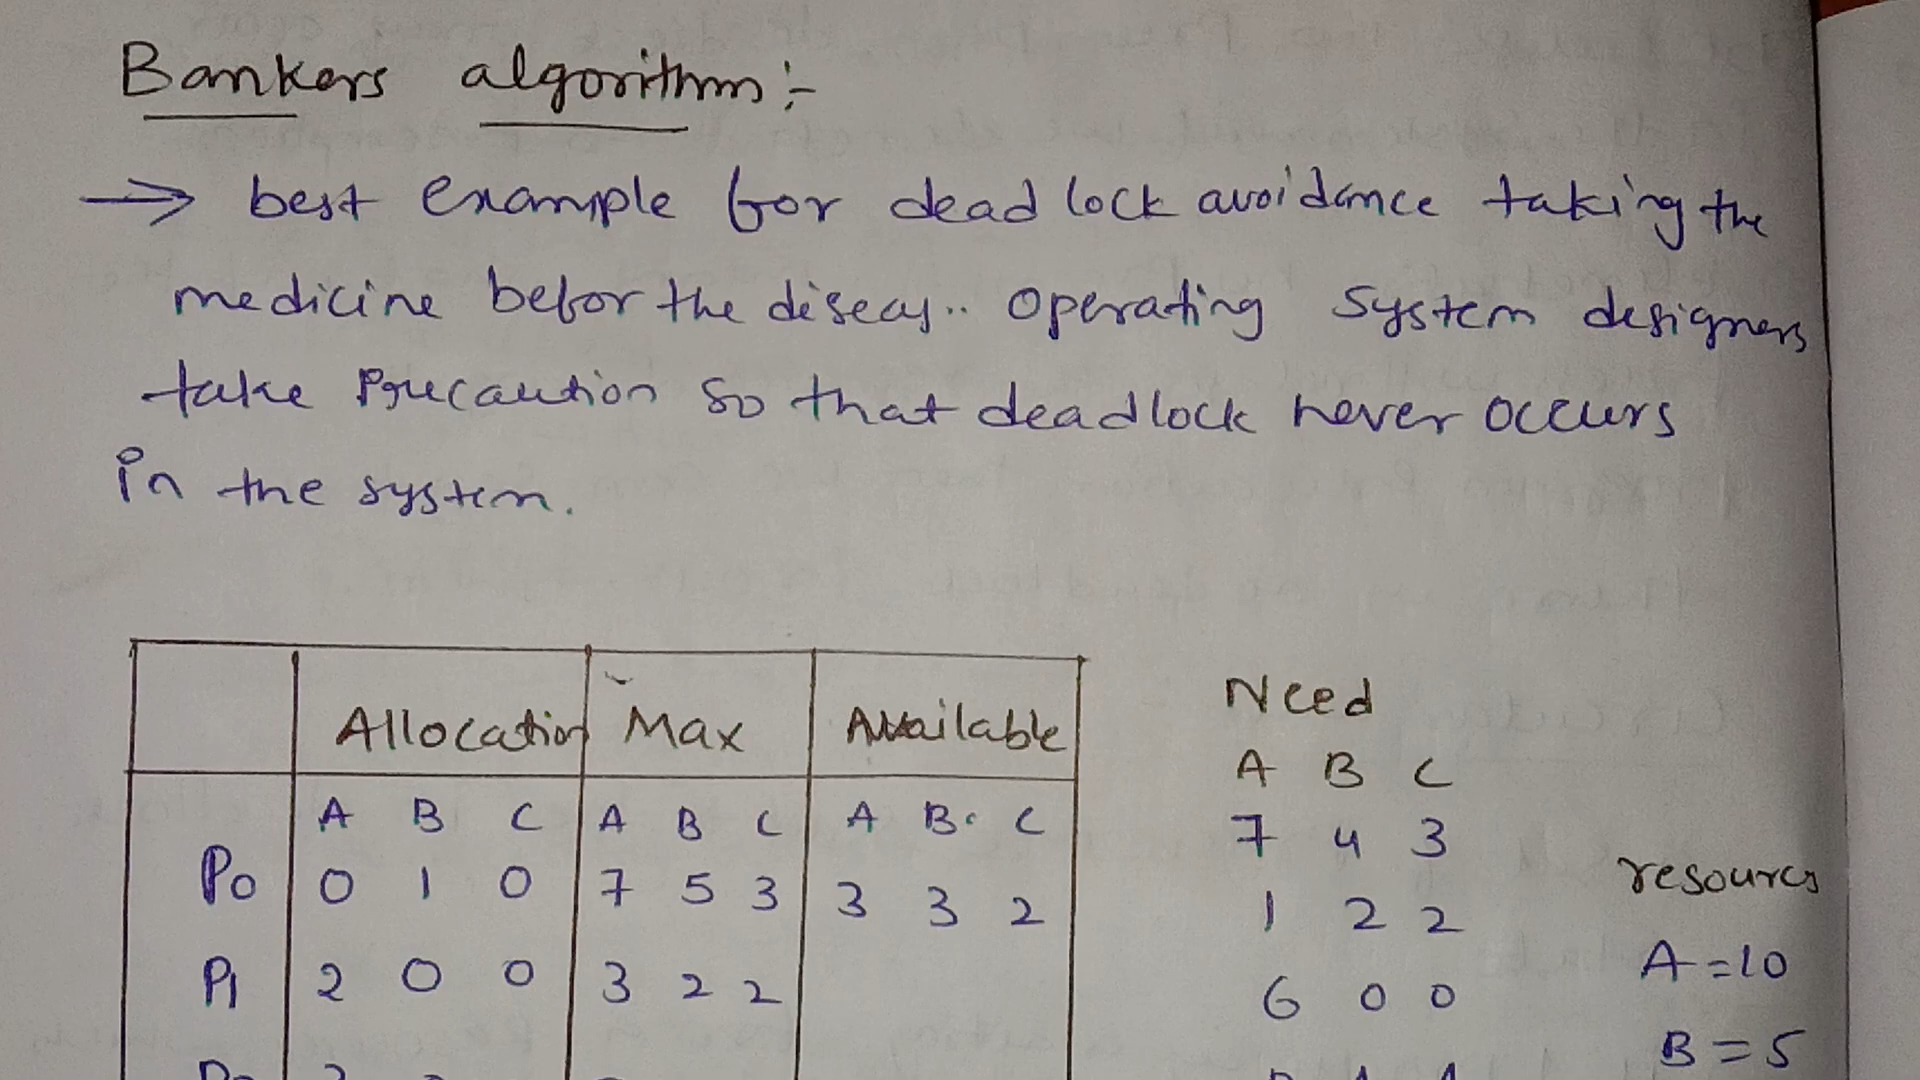 Bankers algorithm :-
→ best example for dead lock avoidance taking the
medicine befor the diseas.. Operating system designers
take Precaution so that deadlock never occurs
in the system.
Allocation Max Available
Need
A B C A B C A B. C
A B C
P0 0 1 0 7 5 3 3 3 2
7 4 3
resources
P1 2 0 0 3 2 2
1 2 2
A=10
6 0 0
B=5